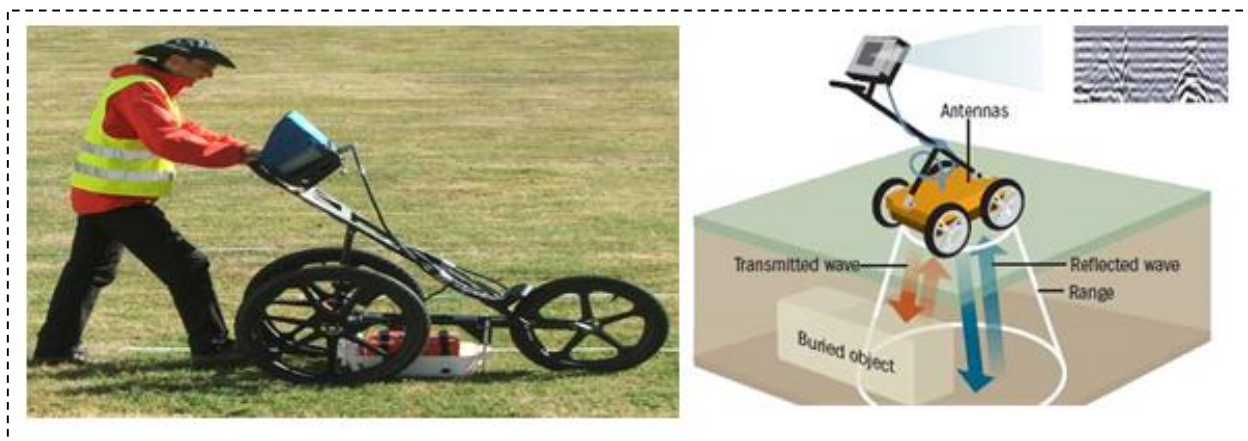 Antennas
Transmitted wave
Reflected wave
Range
Buried object